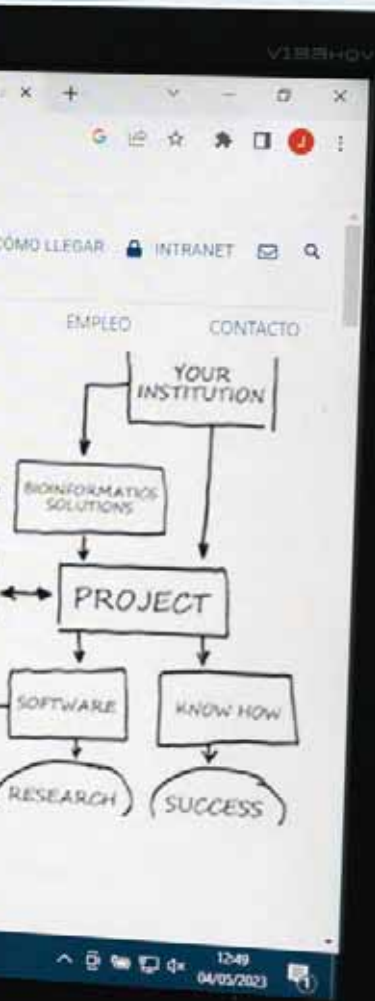 CÓMO LLEGAR
INTRANET
EMPLEO
CONTACTO
YOUR
INSTITUTION
BIOINFORMATICS
SOLUTIONS
PROJECT
SOFTWARE
KNOW HOW
RESEARCH
SUCCESS
12:49
04/05/2023